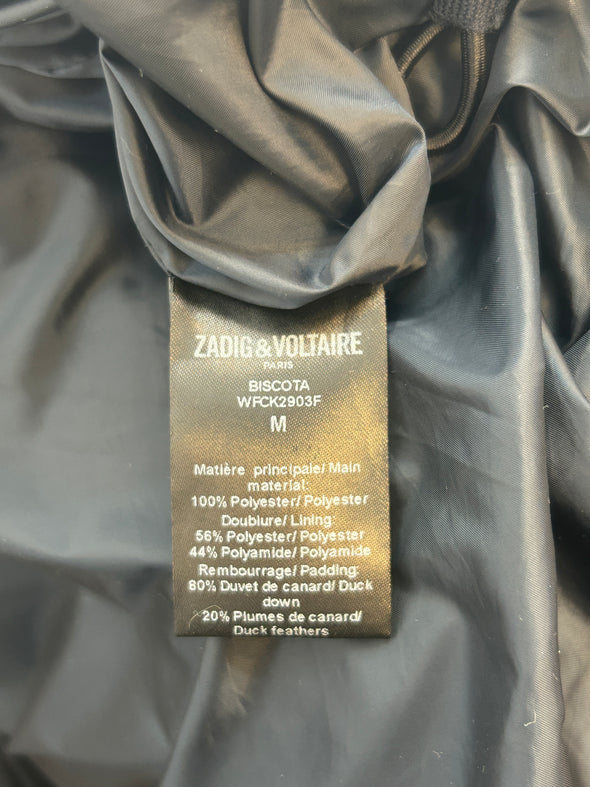 ZADIG & VOLTAIRE
PARIS
BISCOTA
WFCK2903F
M
Matière principale/ Main
material:
100% Polyester/ Polyester
Doublure/ Lining:
56% Polyester/ Polyester
44% Polyamide/ Polyamide
Rembourrage/ Padding:
80% Duvet de canard/ Duck
down
20% Plumes de canard/
Duck feathers